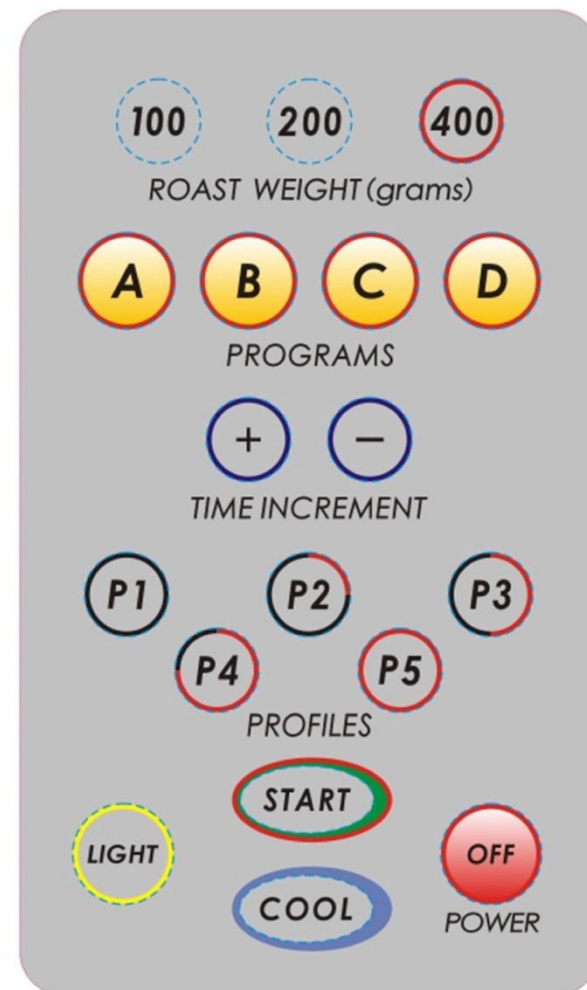 100 200 400
ROAST WEIGHT (grams)
A B C D
PROGRAMS
+ −
TIME INCREMENT
P1 P2 P3
P4 P5
PROFILES
START
LIGHT OFF
COOL
POWER